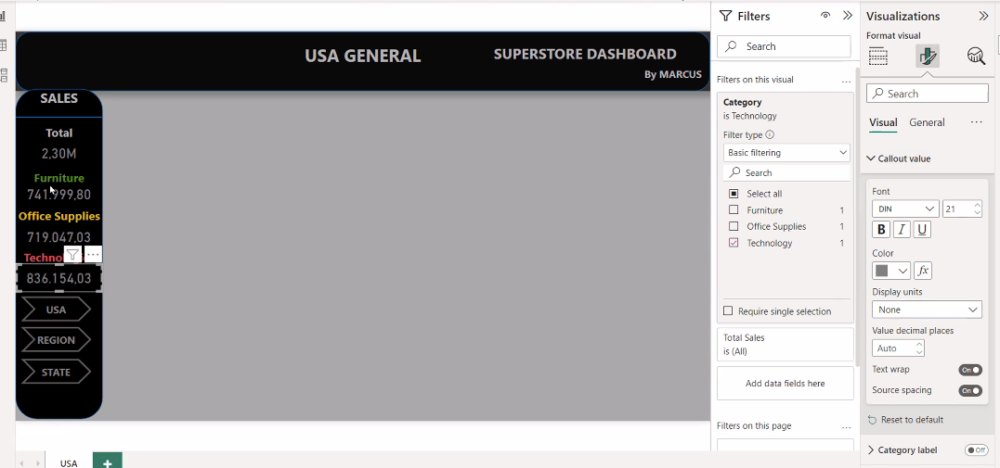 USA GENERAL
SUPERSTORE DASHBOARD
By MARCUS
SALES
Total
2,30M
Furniture
741.999,80
Office Supplies
719.047,03
Techno
836.154,03
USA
REGION
STATE
USA
+
Filters
Search
Filters on this visual
...
Category
is Technology
Filter type
Basic filtering
Search
Select all
Furniture 1
Office Supplies 1
Technology 1
Require single selection
Total Sales
is (All)
Add data fields here
Filters on this page
...
Visualizations
Format visual
Search
Visual General ...
Callout value
Font
DIN 21
B I U
Color
fx
Display units
None
Value decimal places
Auto
Text wrap On
Source spacing On
Reset to default
Category label Off